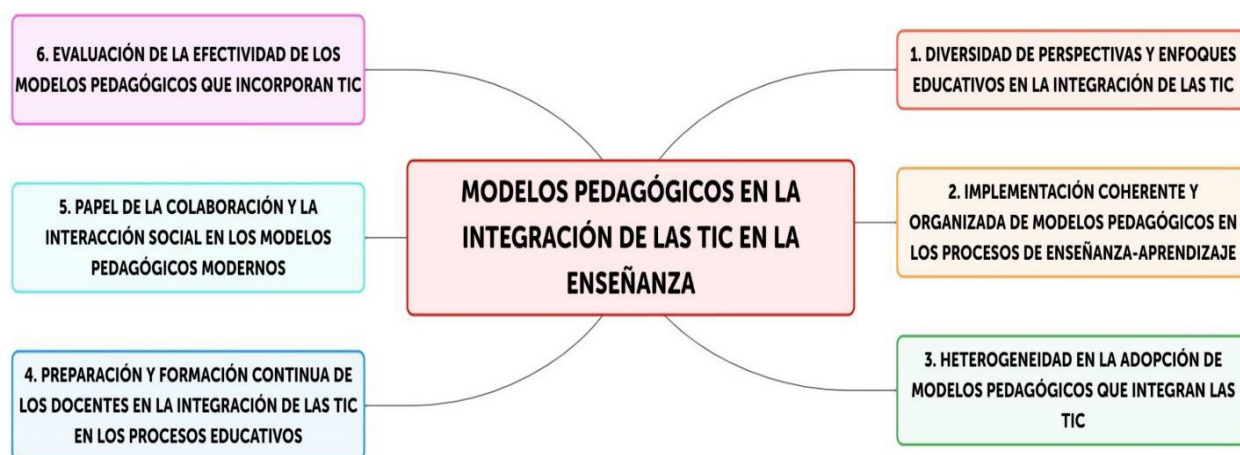 MODELOS PEDAGÓGICOS EN LA
INTEGRACIÓN DE LAS TIC EN LA
ENSEÑANZA
1. DIVERSIDAD DE PERSPECTIVAS Y ENFOQUES
EDUCATIVOS EN LA INTEGRACIÓN DE LAS TIC
2. IMPLEMENTACIÓN COHERENTE Y
ORGANIZADA DE MODELOS PEDAGÓGICOS EN
LOS PROCESOS DE ENSEÑANZA-APRENDIZAJE
3. HETEROGENEIDAD EN LA ADOPCIÓN DE
MODELOS PEDAGÓGICOS QUE INTEGRAN LAS
TIC
4. PREPARACIÓN Y FORMACIÓN CONTINUA DE
LOS DOCENTES EN LA INTEGRACIÓN DE LAS TIC
EN LOS PROCESOS EDUCATIVOS
5. PAPEL DE LA COLABORACIÓN Y LA
INTERACCIÓN SOCIAL EN LOS MODELOS
PEDAGÓGICOS MODERNOS
6. EVALUACIÓN DE LA EFECTIVIDAD DE LOS
MODELOS PEDAGÓGICOS QUE INCORPORAN TIC